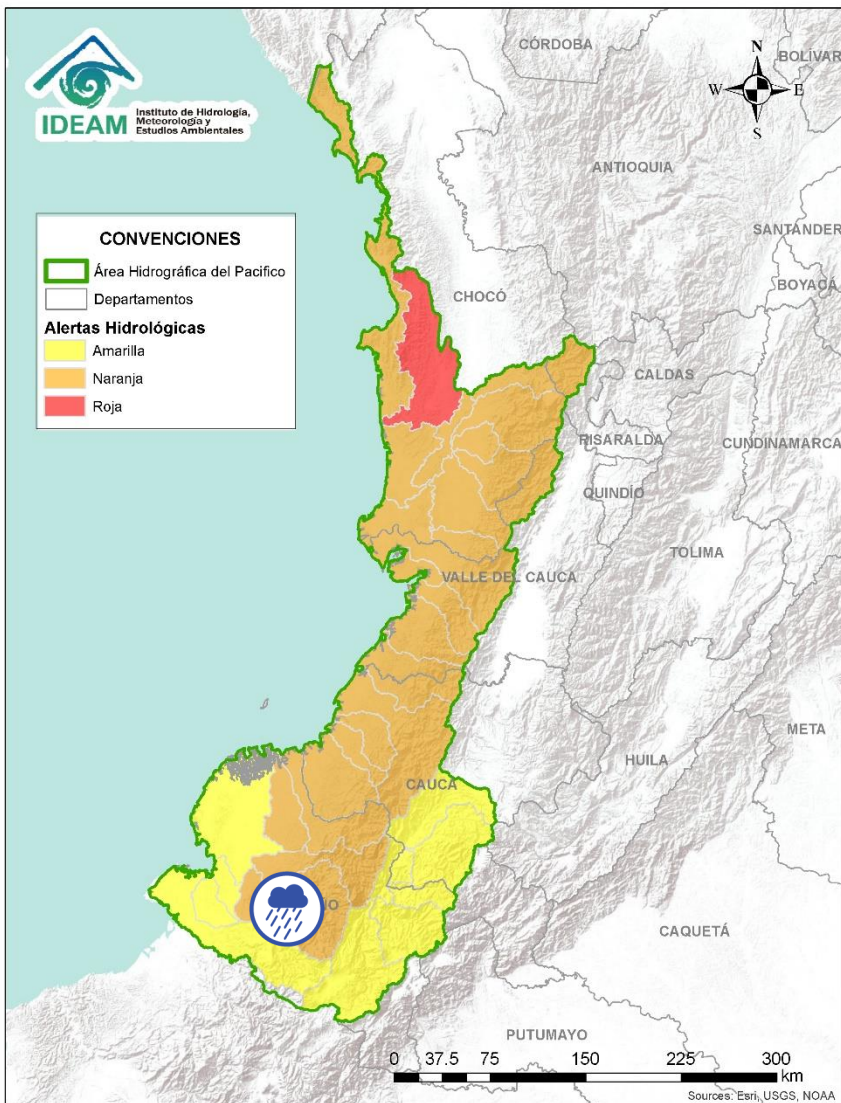 IDEAM
Instituto de Hidrología,
Meteorología y
Estudios Ambientales
CÓRDOBA
BOLÍVAR
N
W
E
S
ANTIOQUIA
SANTANDER
BOYACÁ
CONVENCIONES
Área Hidrográfica del Pacifico
Departamentos
Alertas Hidrológicas
Amarilla
Naranja
Roja
CHOCÓ
CALDAS
RISARALDA
CUNDINAMARCA
QUINDÍO
TOLIMA
VALLE DEL CAUCA
META
HUILA
CAUCA
CAQUETÁ
PUTUMAYO
0 37.5 75 150 225 300
km
Sources: Esri, USGS, NOAA